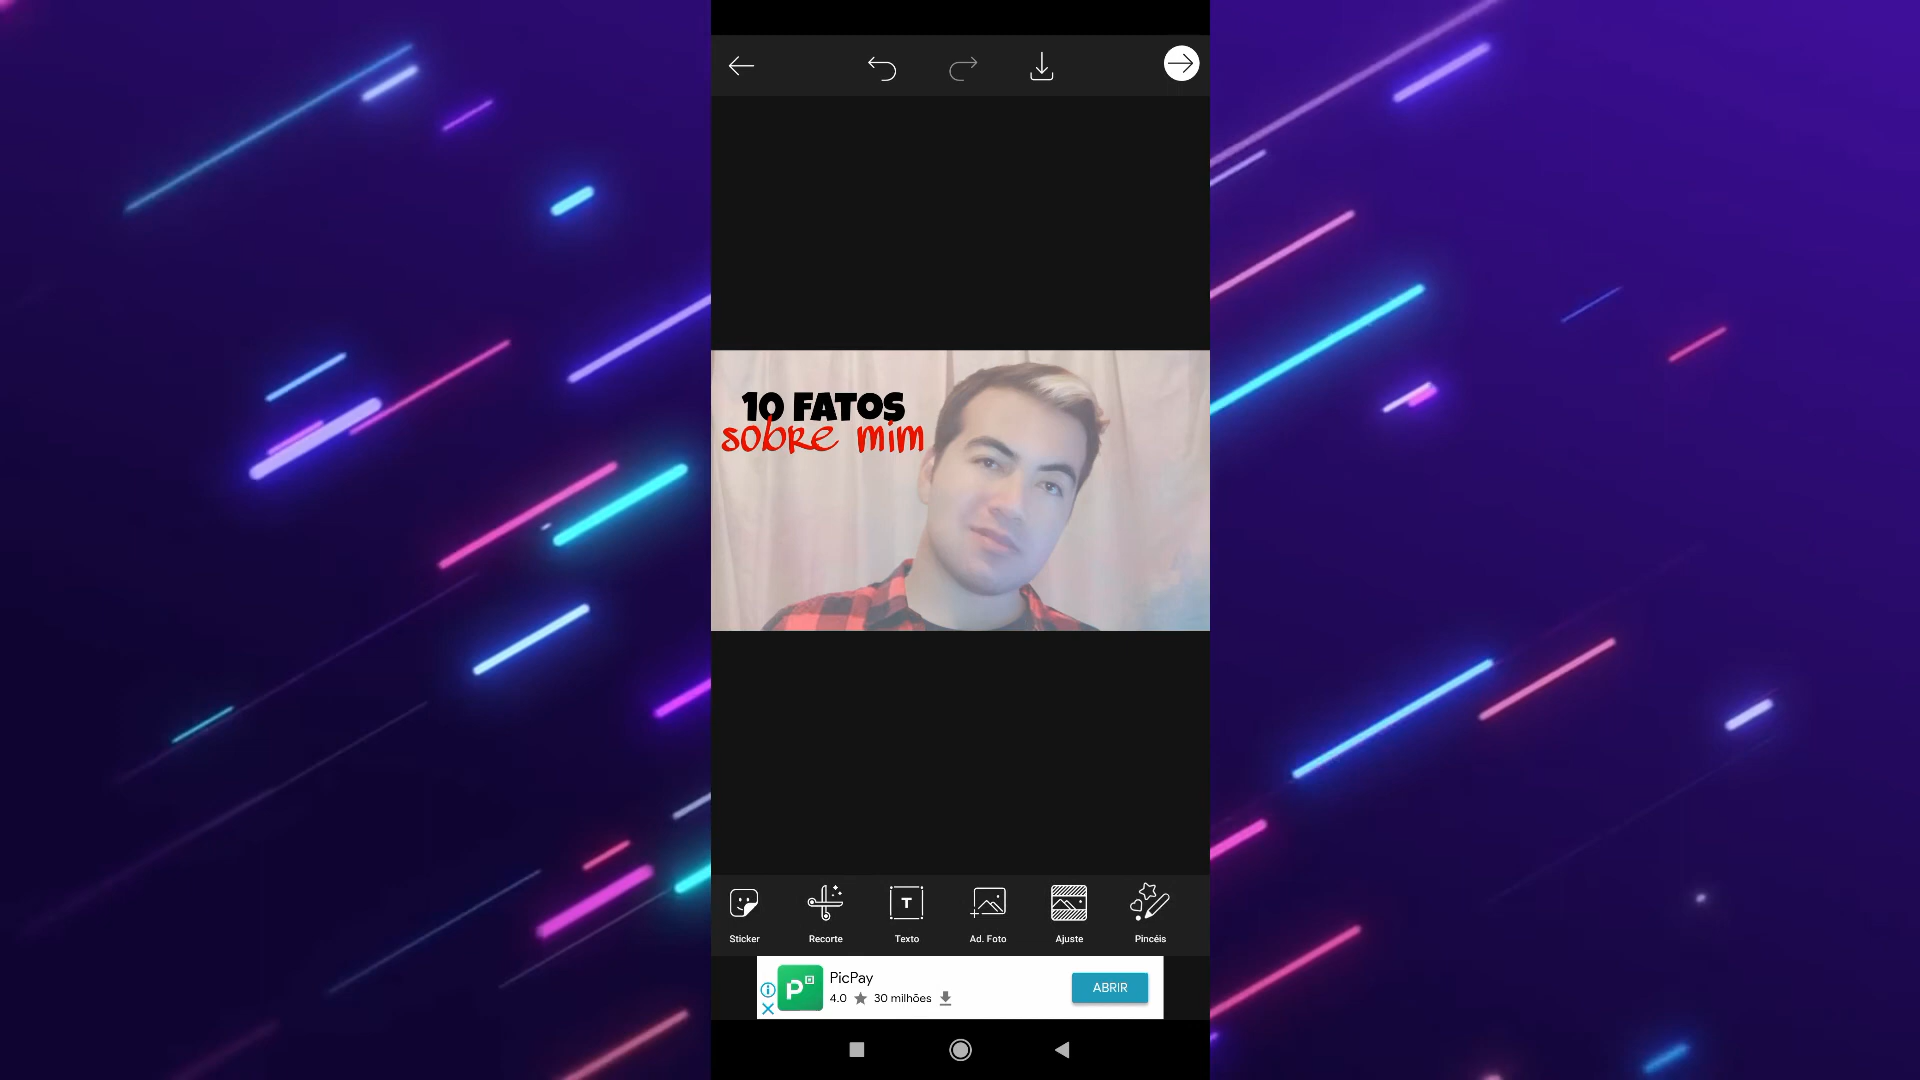 10 FATOS
sobre mim
Sticker
Recorte
Texto
Ad. Foto
Ajuste
Pincéis
PicPay
4.0 ★ 30 milhões
ABRIR